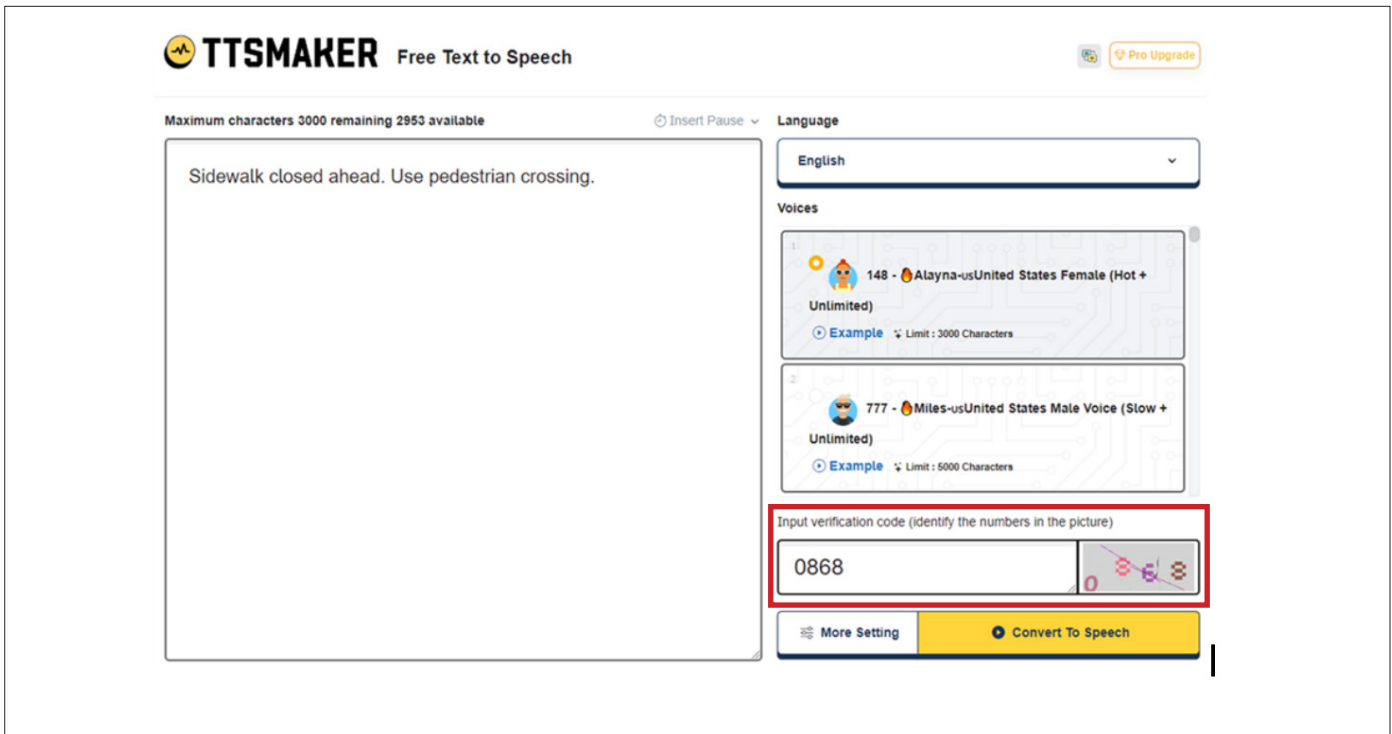 TTSMAKER Free Text to Speech
Pro Upgrade
Maximum characters 3000 remaining 2953 available
Insert Pause
Language
Sidewalk closed ahead. Use pedestrian crossing.
English
Voices
1
148 - 🔥Alayna-usUnited States Female (Hot +
Unlimited)
Example Limit : 3000 Characters
2
777 - 🔥Miles-usUnited States Male Voice (Slow +
Unlimited)
Example Limit : 5000 Characters
Input verification code (identify the numbers in the picture)
0868
0868
More Setting
Convert To Speech